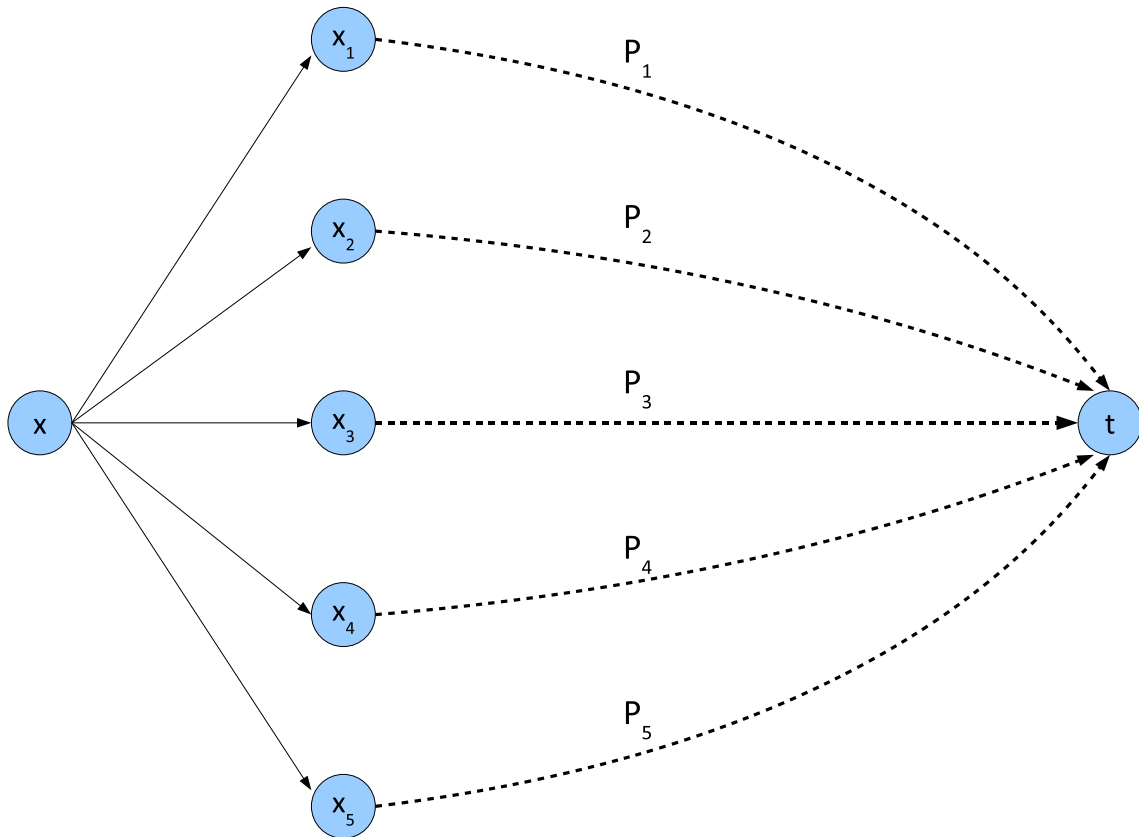 x₁
P₁
x₂
P₂
x
x₃
P₃
t
x₄
P₄
x₅
P₅